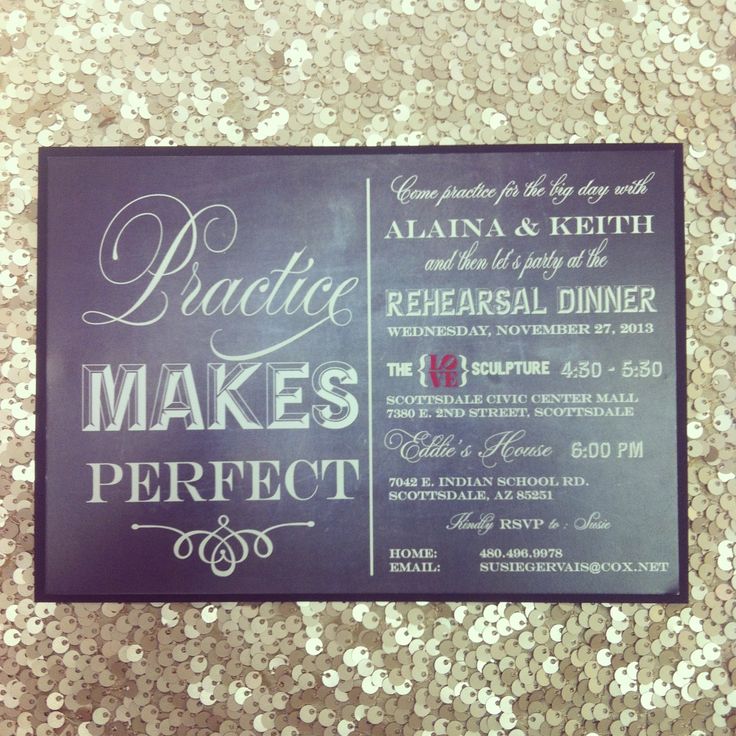 Practice
MAKES
PERFECT
Come practice for the big day with
ALAINA & KEITH
and then let's party at the
REHEARSAL DINNER
WEDNESDAY, NOVEMBER 27, 2013
THE {LOVE} SCULPTURE 4:30 - 5:30
SCOTTSDALE CIVIC CENTER MALL
7380 E. 2ND STREET, SCOTTSDALE
Eddie's House 6:00 PM
7042 E. INDIAN SCHOOL RD.
SCOTTSDALE, AZ 85251
Kindly RSVP to : Susie
HOME: 480.496.9978
EMAIL: SUSIEGERVAIS@COX.NET